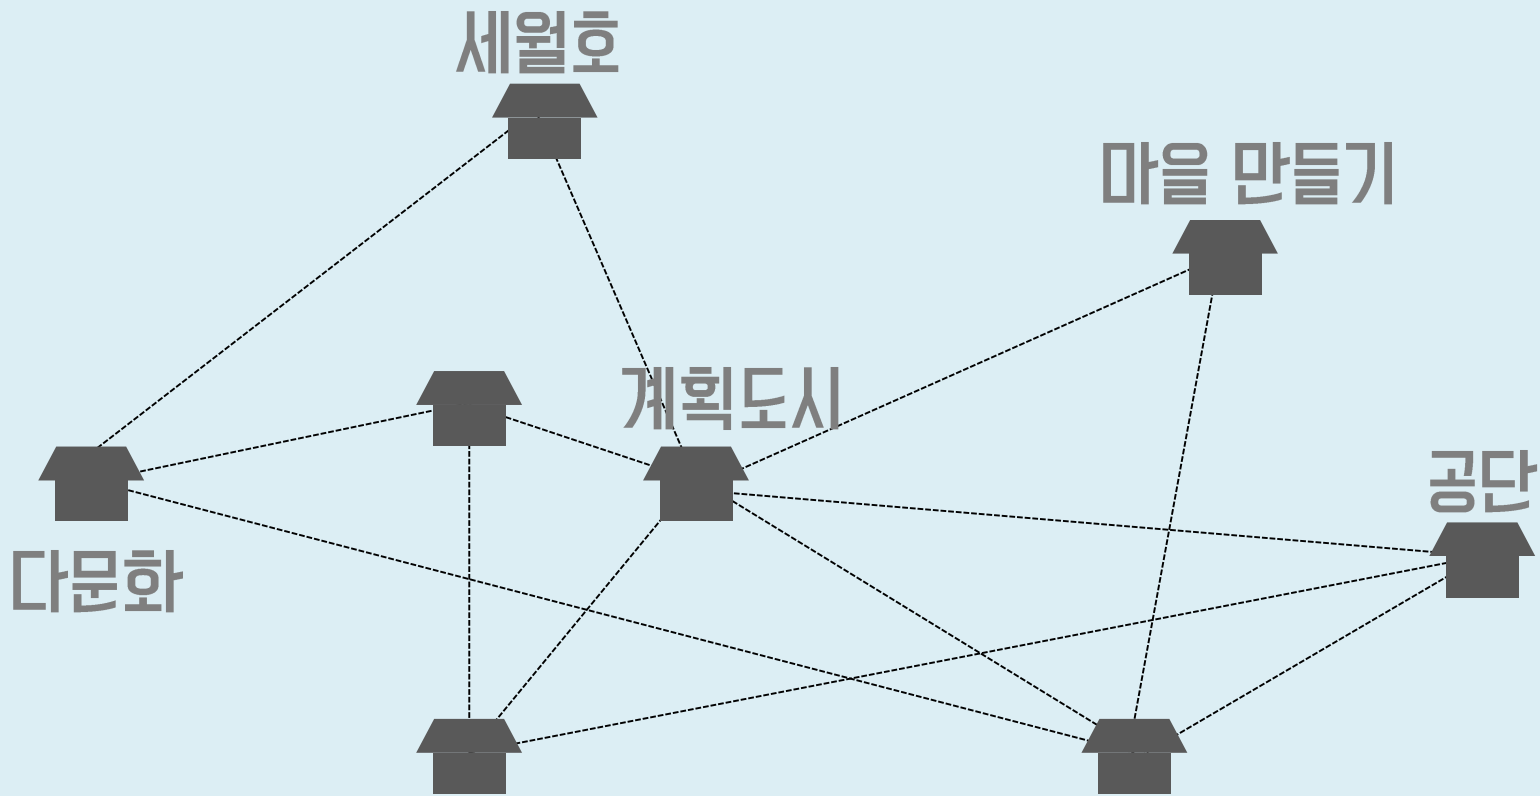 세월호
마을 만들기
계획도시
공단
다문화